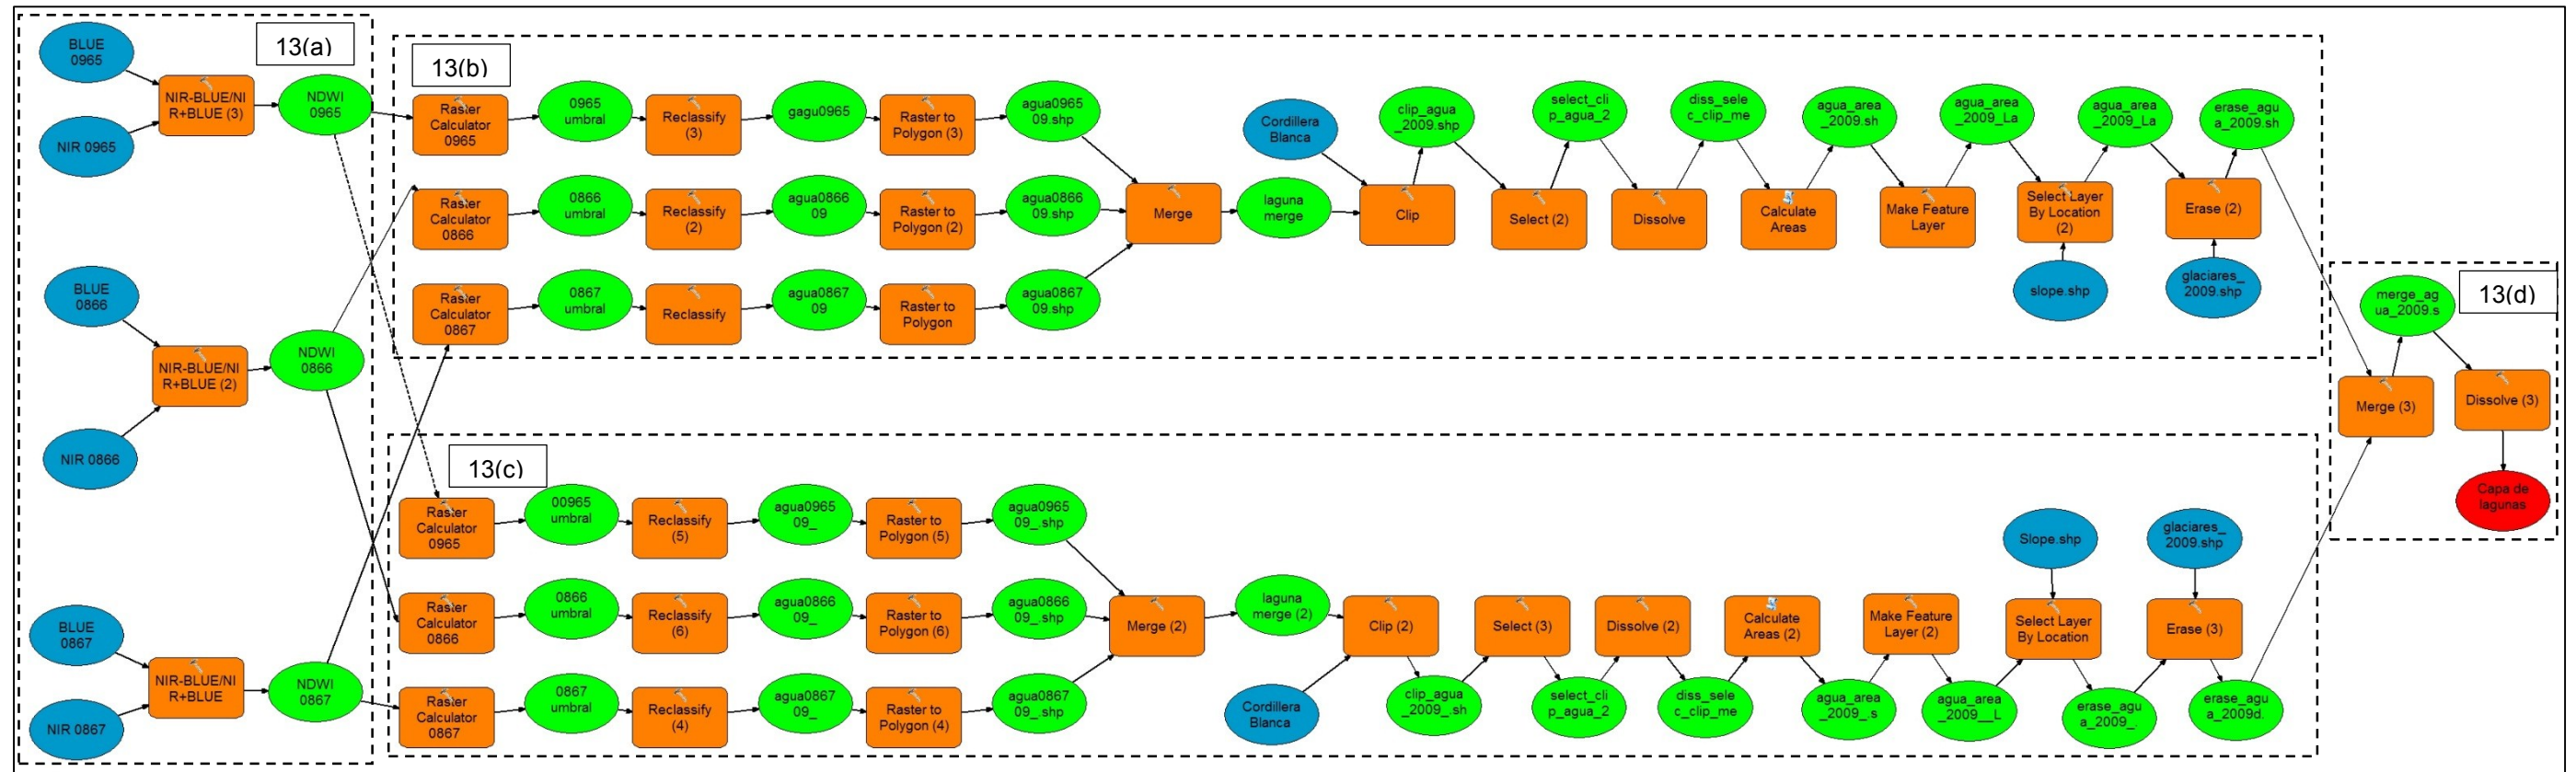 13(a)
BLUE
0965
NIR 0965
NIR-BLUE/NI
R+BLUE (3)
NDWI
0965
BLUE
0866
NIR 0866
NIR-BLUE/NI
R+BLUE (2)
NDWI
0866
BLUE
0867
NIR 0867
NIR-BLUE/NI
R+BLUE
NDWI
0867
13(b)
Raster
Calculator
0965
0965
umbral
Reclassify
(3)
gagu0965
Raster to
Polygon (3)
agua0965
09.shp
Raster
Calculator
0866
0866
umbral
Reclassify
(2)
agua0866
09
Raster to
Polygon (2)
agua0866
09.shp
Raster
Calculator
0867
0867
umbral
Reclassify
agua0867
09
Raster to
Polygon
agua0867
09.shp
Merge
laguna
merge
Cordillera
Blanca
Clip
clip_agua
_2009.shp
Select (2)
select_cli
p_agua_2
Dissolve
diss_sele
c_clip_me
Calculate
Areas
agua_area
_2009.sh
Make Feature
Layer
agua_area
_2009_La
Select Layer
By Location
(2)
slope.shp
agua_area
_2009_La
Erase (2)
glaciares_
2009.shp
erase_agu
a_2009.sh
13(c)
Raster
Calculator
0965
00965
umbral
Reclassify
(5)
agua0965
09_
Raster to
Polygon (5)
agua0965
09_.shp
Raster
Calculator
0866
0866
umbral
Reclassify
(6)
agua0866
09_
Raster to
Polygon (6)
agua0866
09_.shp
Raster
Calculator
0867
0867
umbral
Reclassify
(4)
agua0867
09_
Raster to
Polygon (4)
agua0867
09_.shp
Merge (2)
laguna
merge (2)
Cordillera
Blanca
Clip (2)
clip_agua
_2009_.sh
Select (3)
select_cli
p_agua_2
Dissolve (2)
diss_sele
c_clip_me
Calculate
Areas (2)
agua_area
_2009_.s
Make Feature
Layer (2)
agua_area
_2009__L
Slope.shp
Select Layer
By Location
erase_agu
a_2009_.
glaciares_
2009.shp
Erase (3)
erase_agu
a_2009d.
13(d)
Merge (3)
merge_ag
ua_2009.s
Dissolve (3)
Capa de
lagunas